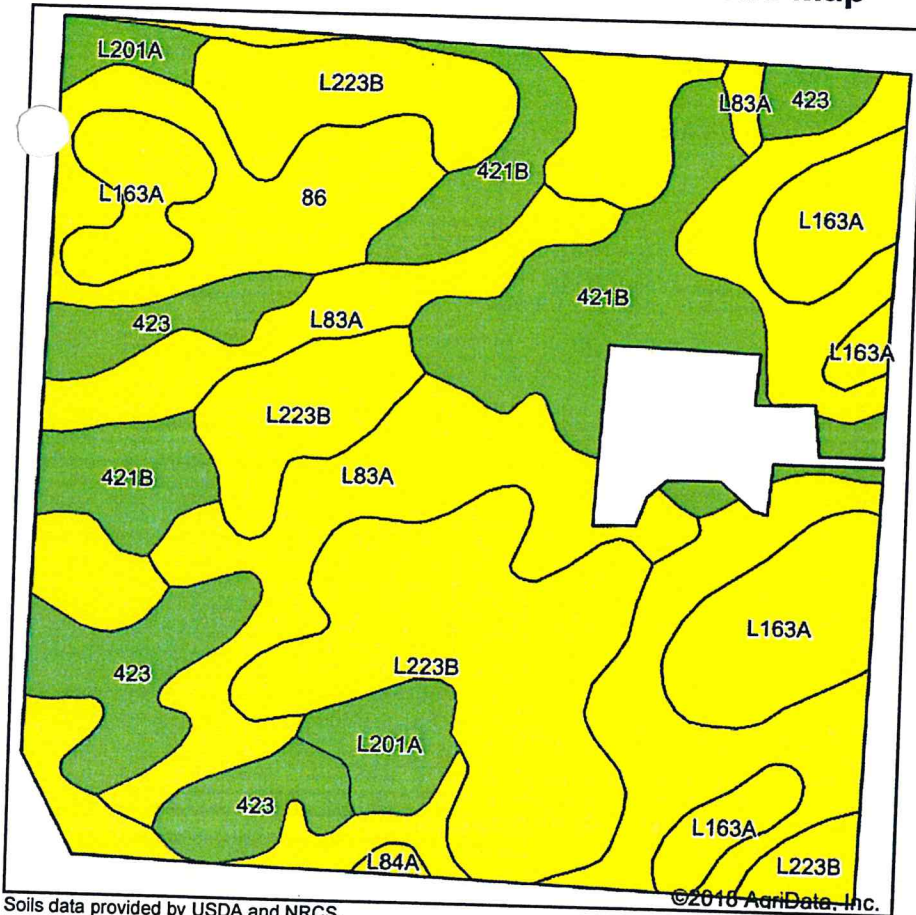 Map
L201A
L223B
L83A
423
421B
L163A
86
L163A
421B
423
L83A
L163A
L223B
421B
L83A
L163A
L223B
423
L201A
423
L163A
L84A
L223B
©2018 AgriData, Inc.
Soils data provided by USDA and NRCS.